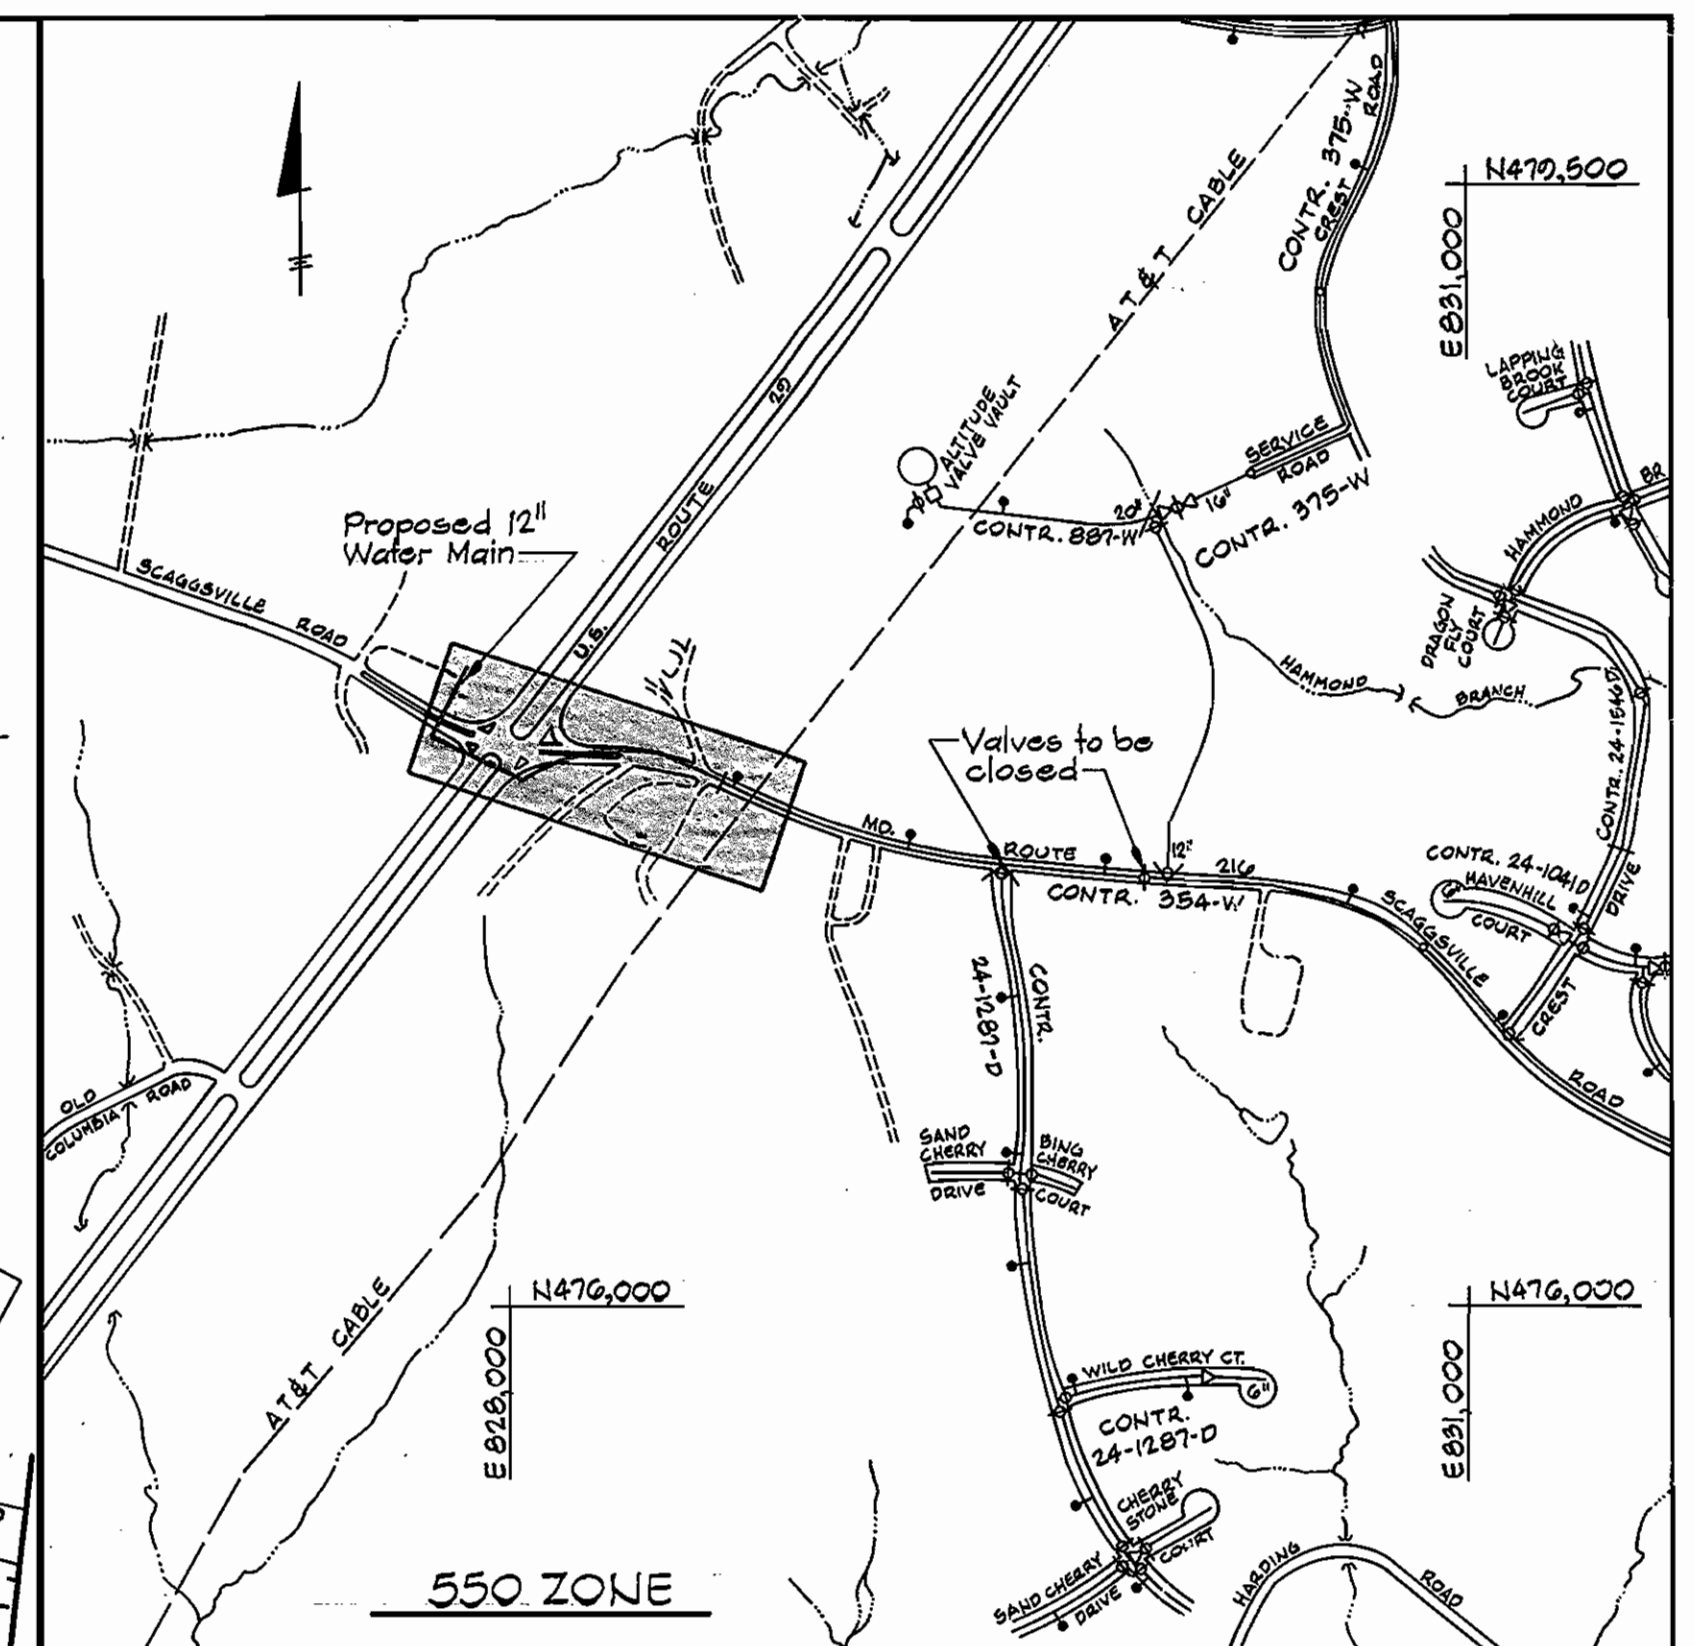 N479,500
E831,000
CONTR. 375-W
CREST ROAD
AT&T CABLE
LAPPING
BROOK
COURT
ROUTE 29
U.S.
ALTITUDE
VALVE VAULT
SERVICE
ROAD
16"
20"
CONTR. 887-W
CONTR. 375-W
BR
HAMMOND
Proposed 12"
Water Main
SCAGGSVILLE
ROAD
DRAGON
FLY
COURT
HAMMOND
BRANCH
CONTR. 24-1546D
Valves to be
closed
MD.
ROUTE
216
12"
CONTR. 354-W
SCAGGSVILLE
ROAD
CONTR. 24-1041D
HAVENHILL
COURT
6"
CREST
DRIVE
CONTR.
24-1287-D
OLD
COLUMBIA ROAD
SAND
CHERRY
DRIVE
BING
CHERRY
COURT
N476,000
E828,000
N476,000
E831,000
AT&T CABLE
WILD CHERRY CT.
6"
CONTR.
24-1287-D
CHERRY
STONE
COURT
SAND CHERRY
DRIVE
HARDING
ROAD
550 ZONE